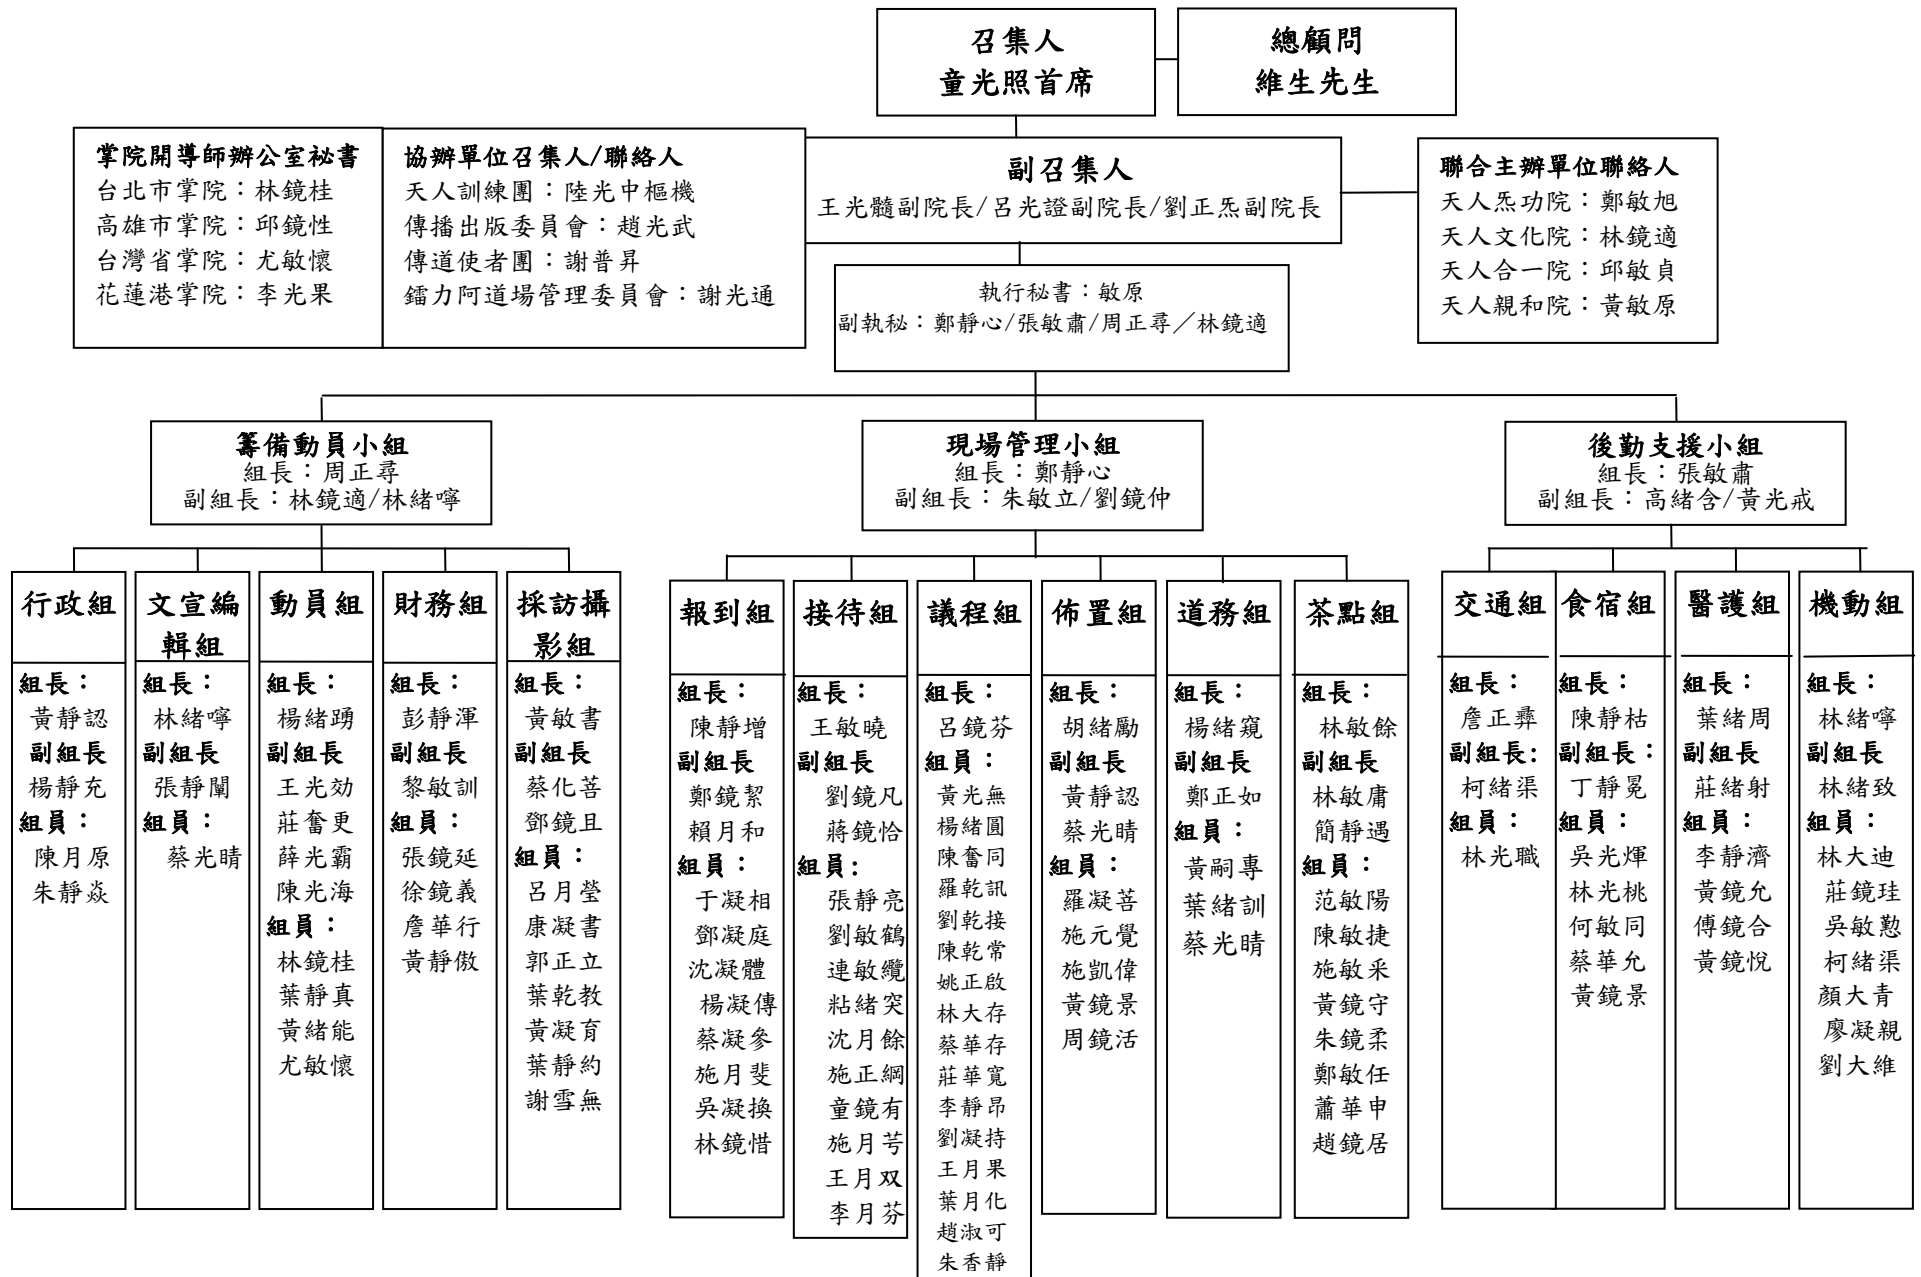 召集人
童光照首席
總顧問
維生先生
掌院開導師辦公室祕書
台北市掌院：林鏡桂
高雄市掌院：邱鏡性
台灣省掌院：尤敏懷
花蓮港掌院：李光果
協辦單位召集人/聯絡人
天人訓練團：陸光中樞機
傳播出版委員會：趙光武
傳道使者團：謝普昇
鐳力阿道場管理委員會：謝光通
副召集人
王光髓副院長/呂光證副院長/劉正炁副院長
聯合主辦單位聯絡人
天人炁功院：鄭敏旭
天人文化院：林鏡適
天人合一院：邱敏貞
天人親和院：黃敏原
執行秘書：敏原
副執秘：鄭靜心/張敏肅/周正尋／林鏡適
籌備動員小組
組長：周正尋
副組長：林鏡適/林緒嚀
現場管理小組
組長：鄭靜心
副組長：朱敏立/劉鏡仲
後勤支援小組
組長：張敏肅
副組長：高緒含/黃光戒
行政組
組長：
黃靜認
副組長
楊靜充
組員：
陳月原
朱靜焱
文宣編
輯組
組長：
林緒嚀
副組長
張靜闡
組員：
蔡光晴
動員組
組長：
楊緒踴
副組長
王光効
莊奮更
薛光霸
陳光海
組員：
林鏡桂
葉靜真
黃緒能
尤敏懷
財務組
組長：
彭靜渾
副組長
黎敏訓
組員：
張鏡延
徐鏡義
詹華行
黃靜傲
採訪攝
影組
組長：
黃敏書
副組長
蔡化菩
鄧鏡且
組員：
呂月瑩
康凝書
郭正立
葉乾教
黃凝育
葉靜約
謝雪無
報到組
組長：
陳靜增
副組長
鄭鏡絜
賴月和
組員：
于凝相
鄧凝庭
沈凝體
楊凝傳
蔡凝參
施月斐
吳凝換
林鏡惜
接待組
組長：
王敏曉
副組長
劉鏡凡
蔣鏡恰
組員:
張靜亮
劉敏鶴
連敏纜
粘緒突
沈月餘
施正綱
童鏡有
施月芌
王月双
李月芬
議程組
組長：
呂鏡芬
組員：
黃光無
楊緒圓
陳奮同
羅乾訊
劉乾接
陳乾常
姚正啟
林大存
蔡華存
莊華寬
李靜昂
劉凝持
王月果
葉月化
趙淑可
朱香靜
佈置組
組長：
胡緒勵
副組長
黃靜認
蔡光晴
組員：
羅凝菩
施元覺
施凱偉
黃鏡景
周鏡活
道務組
組長：
楊緒窺
副組長
鄭正如
組員：
黃嗣專
葉緒訓
蔡光晴
茶點組
組長：
林敏餘
副組長
林敏庸
簡靜遇
組員：
范敏陽
陳敏捷
施敏采
黃鏡守
朱鏡柔
鄭敏任
蕭華申
趙鏡居
交通組
組長：
詹正彞
副組長:
柯緒渠
組員：
林光職
食宿組
組長：
陳靜枯
副組長：
丁靜冕
組員：
吳光煇
林光桃
何敏同
蔡華允
黃鏡景
醫護組
組長：
葉緒周
副組長
莊緒射
組員：
李靜濟
黃鏡允
傅鏡合
黃鏡悅
機動組
組長：
林緒嚀
副組長
林緒致
組員：
林大迪
莊鏡珪
吳敏懃
柯緒渠
顏大青
廖凝親
劉大維